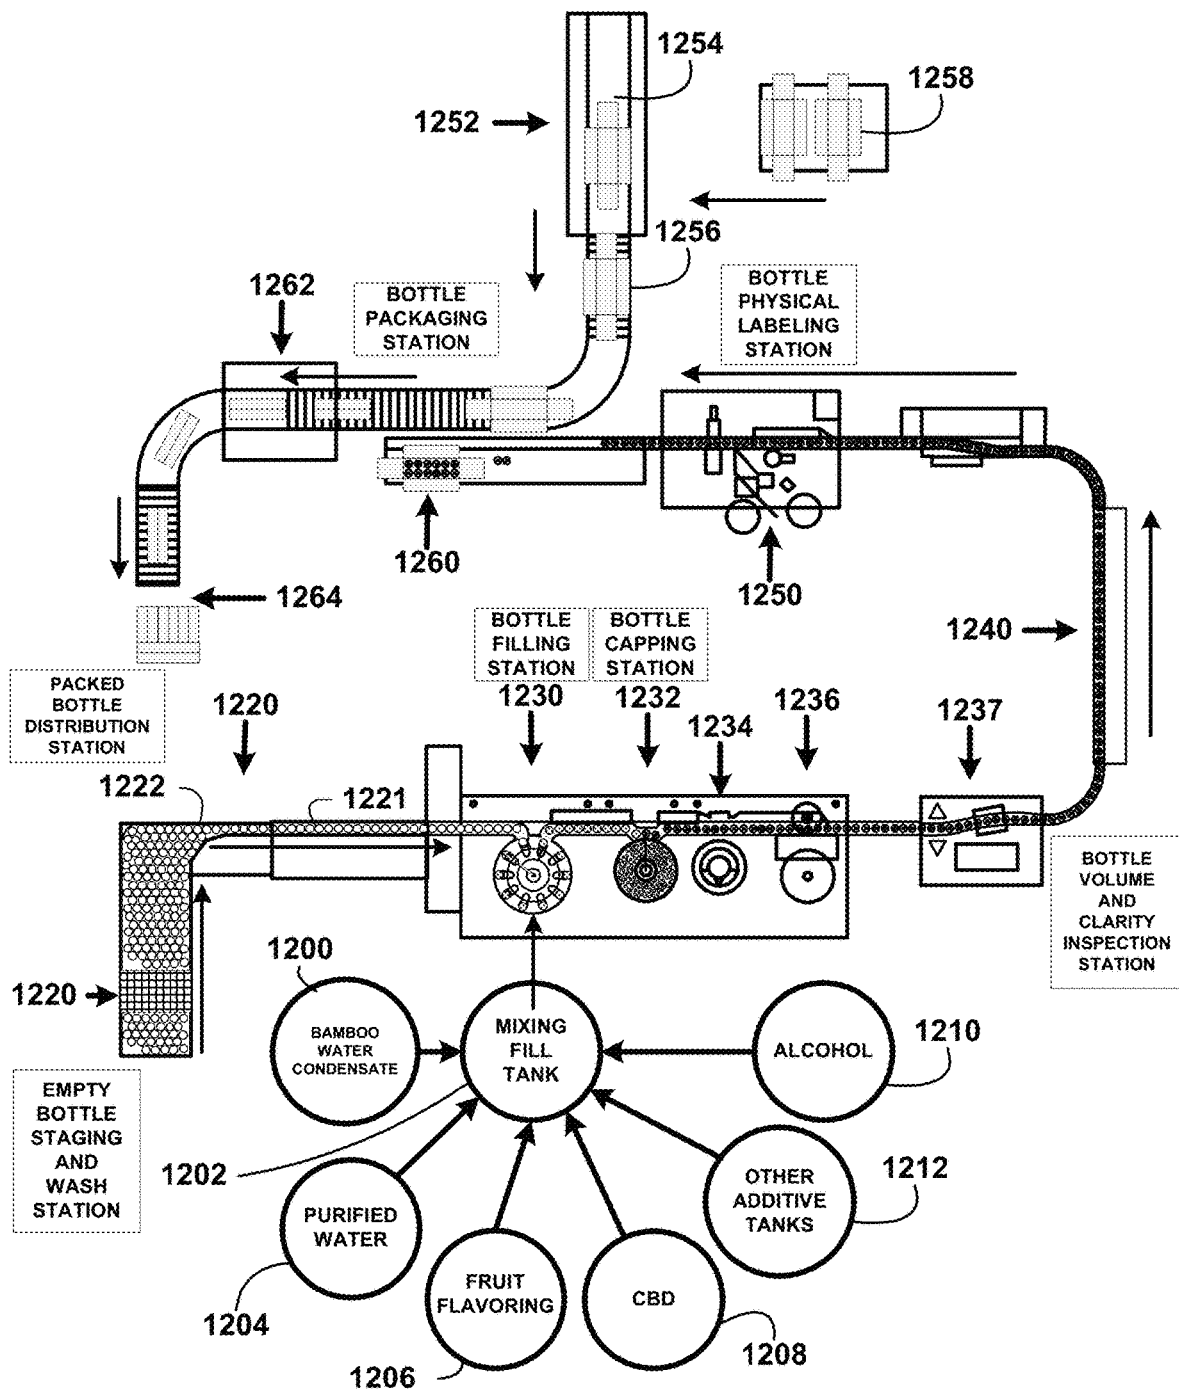 1254
1258
1252
1256
1262
BOTTLE
PACKAGING
STATION
BOTTLE
PHYSICAL
LABELING
STATION
1260
1250
1264
1240
BOTTLE
FILLING
STATION
1230
BOTTLE
CAPPING
STATION
1232
1234
1236
1237
PACKED
BOTTLE
DISTRIBUTION
STATION
1220
1222
1221
BOTTLE
VOLUME
AND
CLARITY
INSPECTION
STATION
1220
1200
BAMBOO
WATER
CONDENSATE
MIXING
FILL
TANK
ALCOHOL
1210
EMPTY
BOTTLE
STAGING
AND
WASH
STATION
1202
PURIFIED
WATER
1204
FRUIT
FLAVORING
1206
CBD
1208
OTHER
ADDITIVE
TANKS
1212